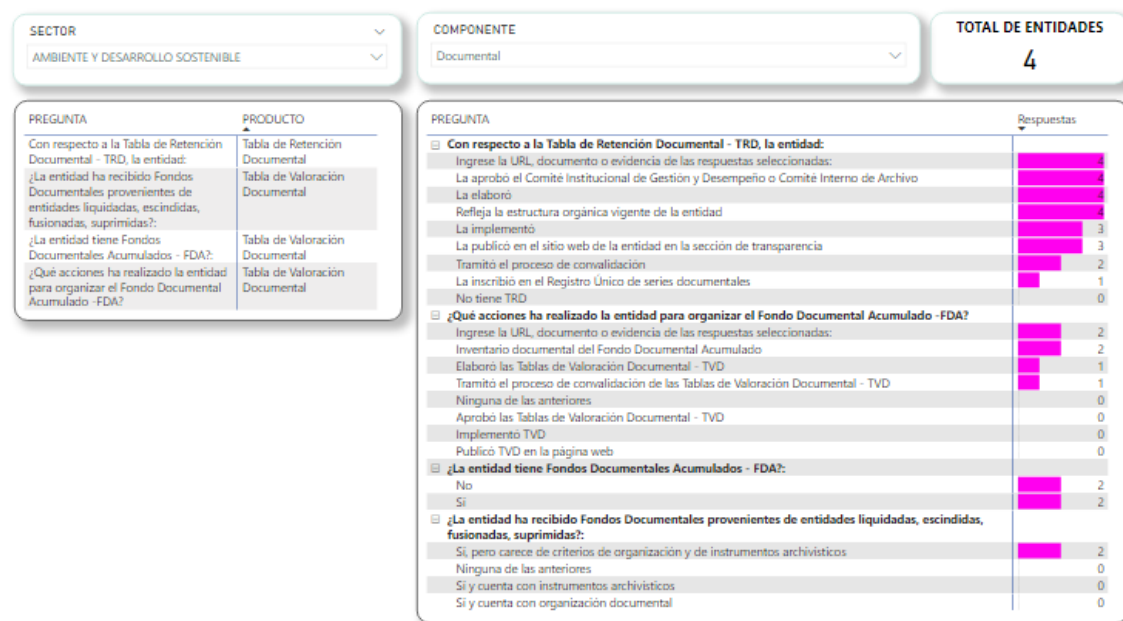 SECTOR
AMBIENTE Y DESARROLLO SOSTENIBLE
COMPONENTE
Documental
TOTAL DE ENTIDADES
4
PREGUNTA PRODUCTO
Con respecto a la Tabla de Retención Tabla de Retención
Documental - TRD, la entidad: Documental
¿La entidad ha recibido Fondos Tabla de Valoración
Documentales provenientes de Documental
entidades liquidadas, escindidas,
fusionadas, suprimidas?:
¿La entidad tiene Fondos Tabla de Valoración
Documentales Acumulados - FDA?: Documental
¿Qué acciones ha realizado la entidad Tabla de Valoración
para organizar el Fondo Documental Documental
Acumulado -FDA?
PREGUNTA Respuestas
Con respecto a la Tabla de Retención Documental - TRD, la entidad:
Ingrese la URL, documento o evidencia de las respuestas seleccionadas: 4
La aprobó el Comité Institucional de Gestión y Desempeño o Comité Interno de Archivo 4
La elaboró 4
Refleja la estructura orgánica vigente de la entidad 4
La implementó 3
La publicó en el sitio web de la entidad en la sección de transparencia 3
Tramitó el proceso de convalidación 2
La inscribió en el Registro Único de series documentales 1
No tiene TRD 0
¿Qué acciones ha realizado la entidad para organizar el Fondo Documental Acumulado -FDA?
Ingrese la URL, documento o evidencia de las respuestas seleccionadas: 2
Inventario documental del Fondo Documental Acumulado 2
Elaboró las Tablas de Valoración Documental - TVD 1
Tramitó el proceso de convalidación de las Tablas de Valoración Documental - TVD 1
Ninguna de las anteriores 0
Aprobó las Tablas de Valoración Documental - TVD 0
Implementó TVD 0
Publicó TVD en la página web 0
¿La entidad tiene Fondos Documentales Acumulados - FDA?:
No 2
Sí 2
¿La entidad ha recibido Fondos Documentales provenientes de entidades liquidadas, escindidas,
fusionadas, suprimidas?:
Sí, pero carece de criterios de organización y de instrumentos archivísticos 2
Ninguna de las anteriores 0
Sí y cuenta con instrumentos archivísticos 0
Sí y cuenta con organización documental 0